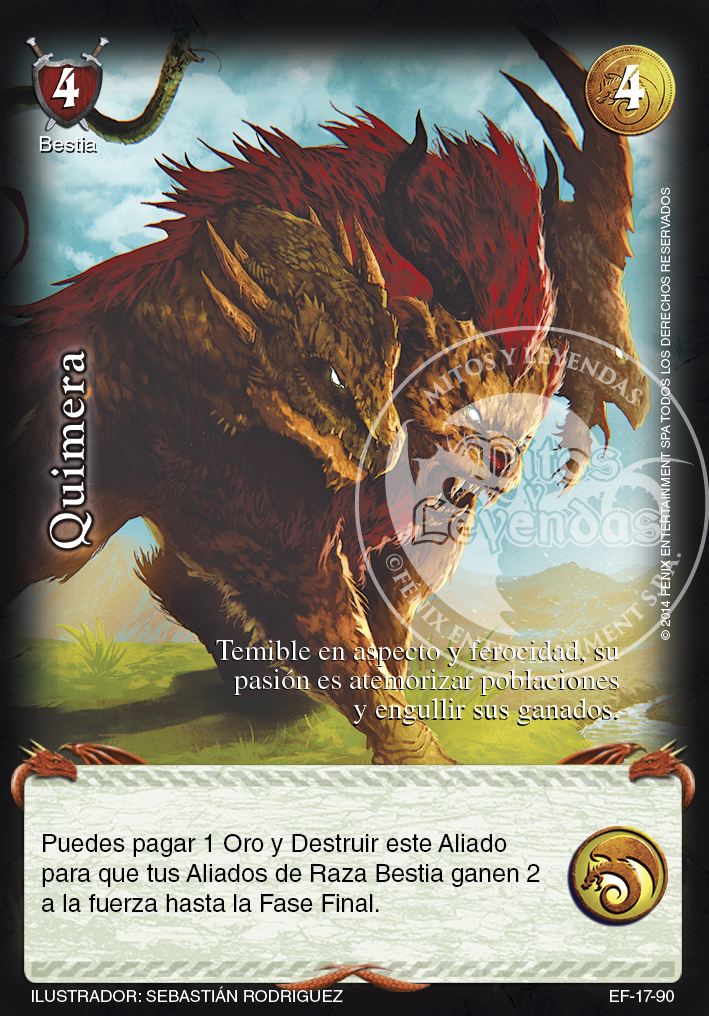 4
4
Bestia
Quimera
© 2014 FENIX ENTERTAINMENT SPA TODOS LOS DERECHOS RESERVADOS
MITOS Y LEYENDAS
Mitos
y
Leyendas
©FENIX ENTERTAINMENT SPA.
Temible en aspecto y ferocidad, su
pasión es atemorizar poblaciones
y engullir sus ganados.
Puedes pagar 1 Oro y Destruir este Aliado
para que tus Aliados de Raza Bestia ganen 2
a la fuerza hasta la Fase Final.
ILUSTRADOR: SEBASTIÁN RODRIGUEZ
EF-17-90